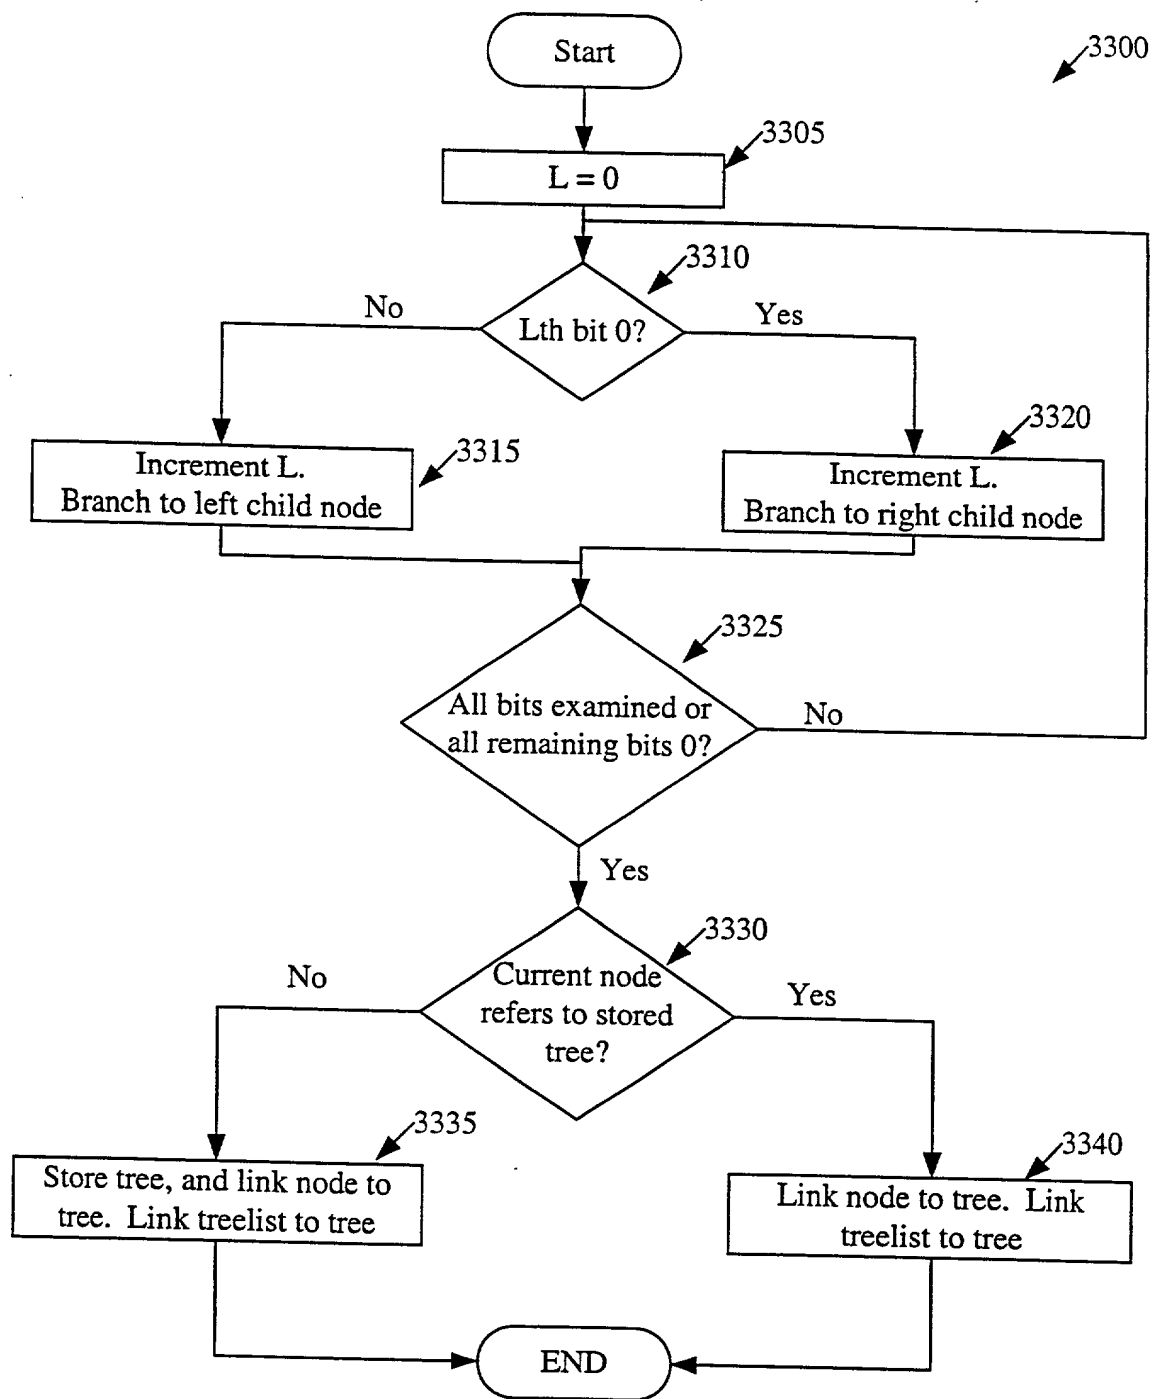 Start
3300
3305
L = 0
3310
No
Lth bit 0?
Yes
3320
3315
Increment L.
Branch to left child node
Increment L.
Branch to right child node
3325
All bits examined or
all remaining bits 0?
No
Yes
3330
No
Current node
refers to stored
tree?
Yes
3335
3340
Store tree, and link node to
tree. Link treelist to tree
Link node to tree. Link
treelist to tree
END